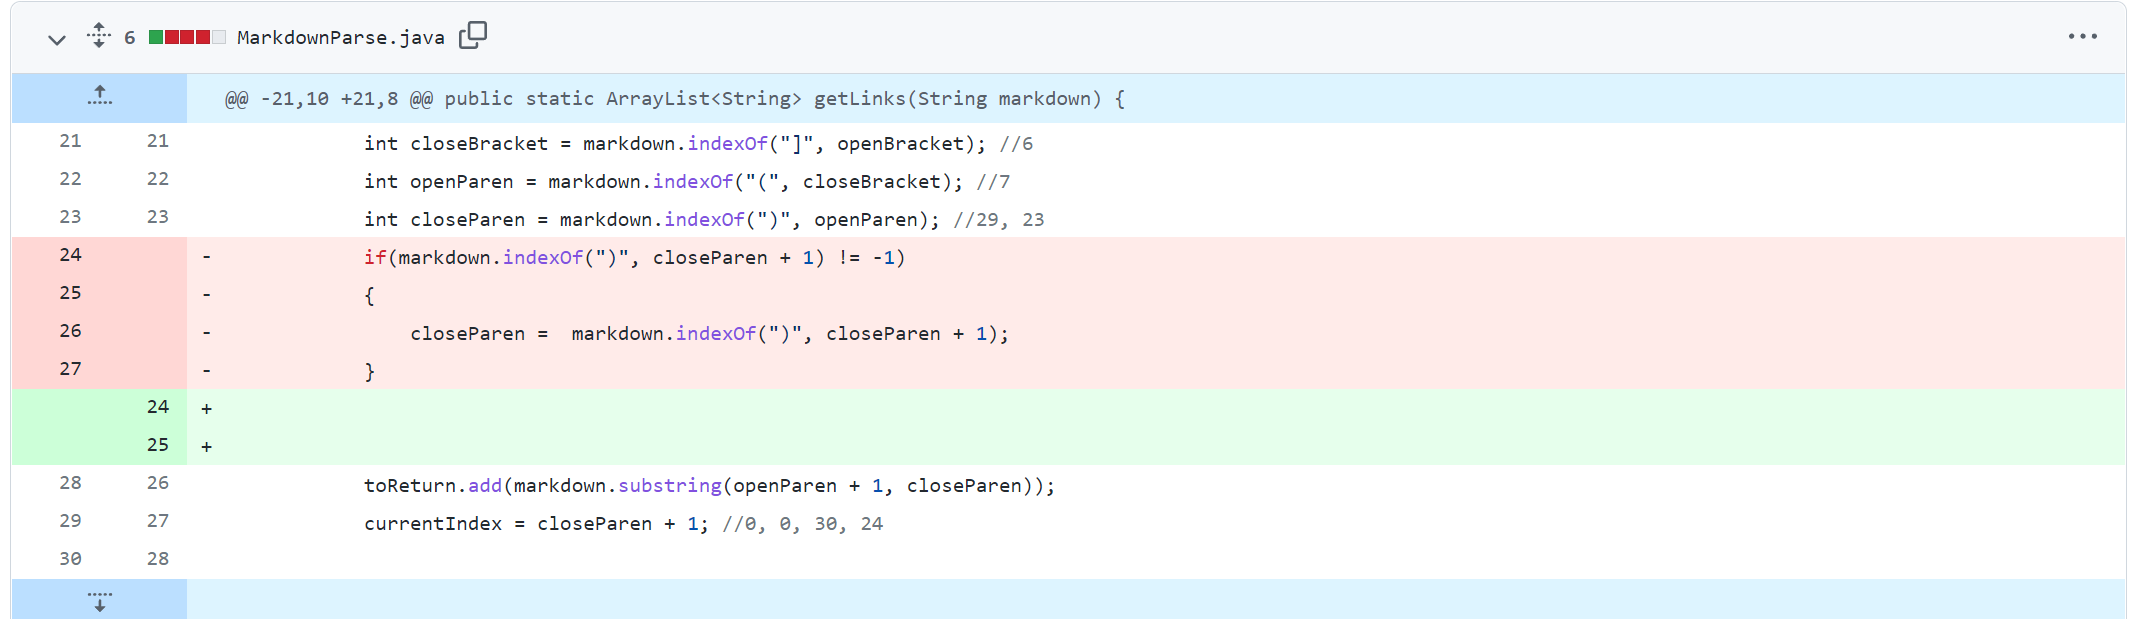 6 MarkdownParse.java
@@ -21,10 +21,8 @@ public static ArrayList<String> getLinks(String markdown) {
21 21 int closeBracket = markdown.indexOf("]", openBracket); //6
22 22 int openParen = markdown.indexOf("(", closeBracket); //7
23 23 int closeParen = markdown.indexOf(")", openParen); //29, 23
24 - if(markdown.indexOf(")", closeParen + 1) != -1)
25 - {
26 - closeParen =  markdown.indexOf(")", closeParen + 1);
27 - }
24 +
25 +
28 26 toReturn.add(markdown.substring(openParen + 1, closeParen));
29 27 currentIndex = closeParen + 1; //0, 0, 30, 24
30 28